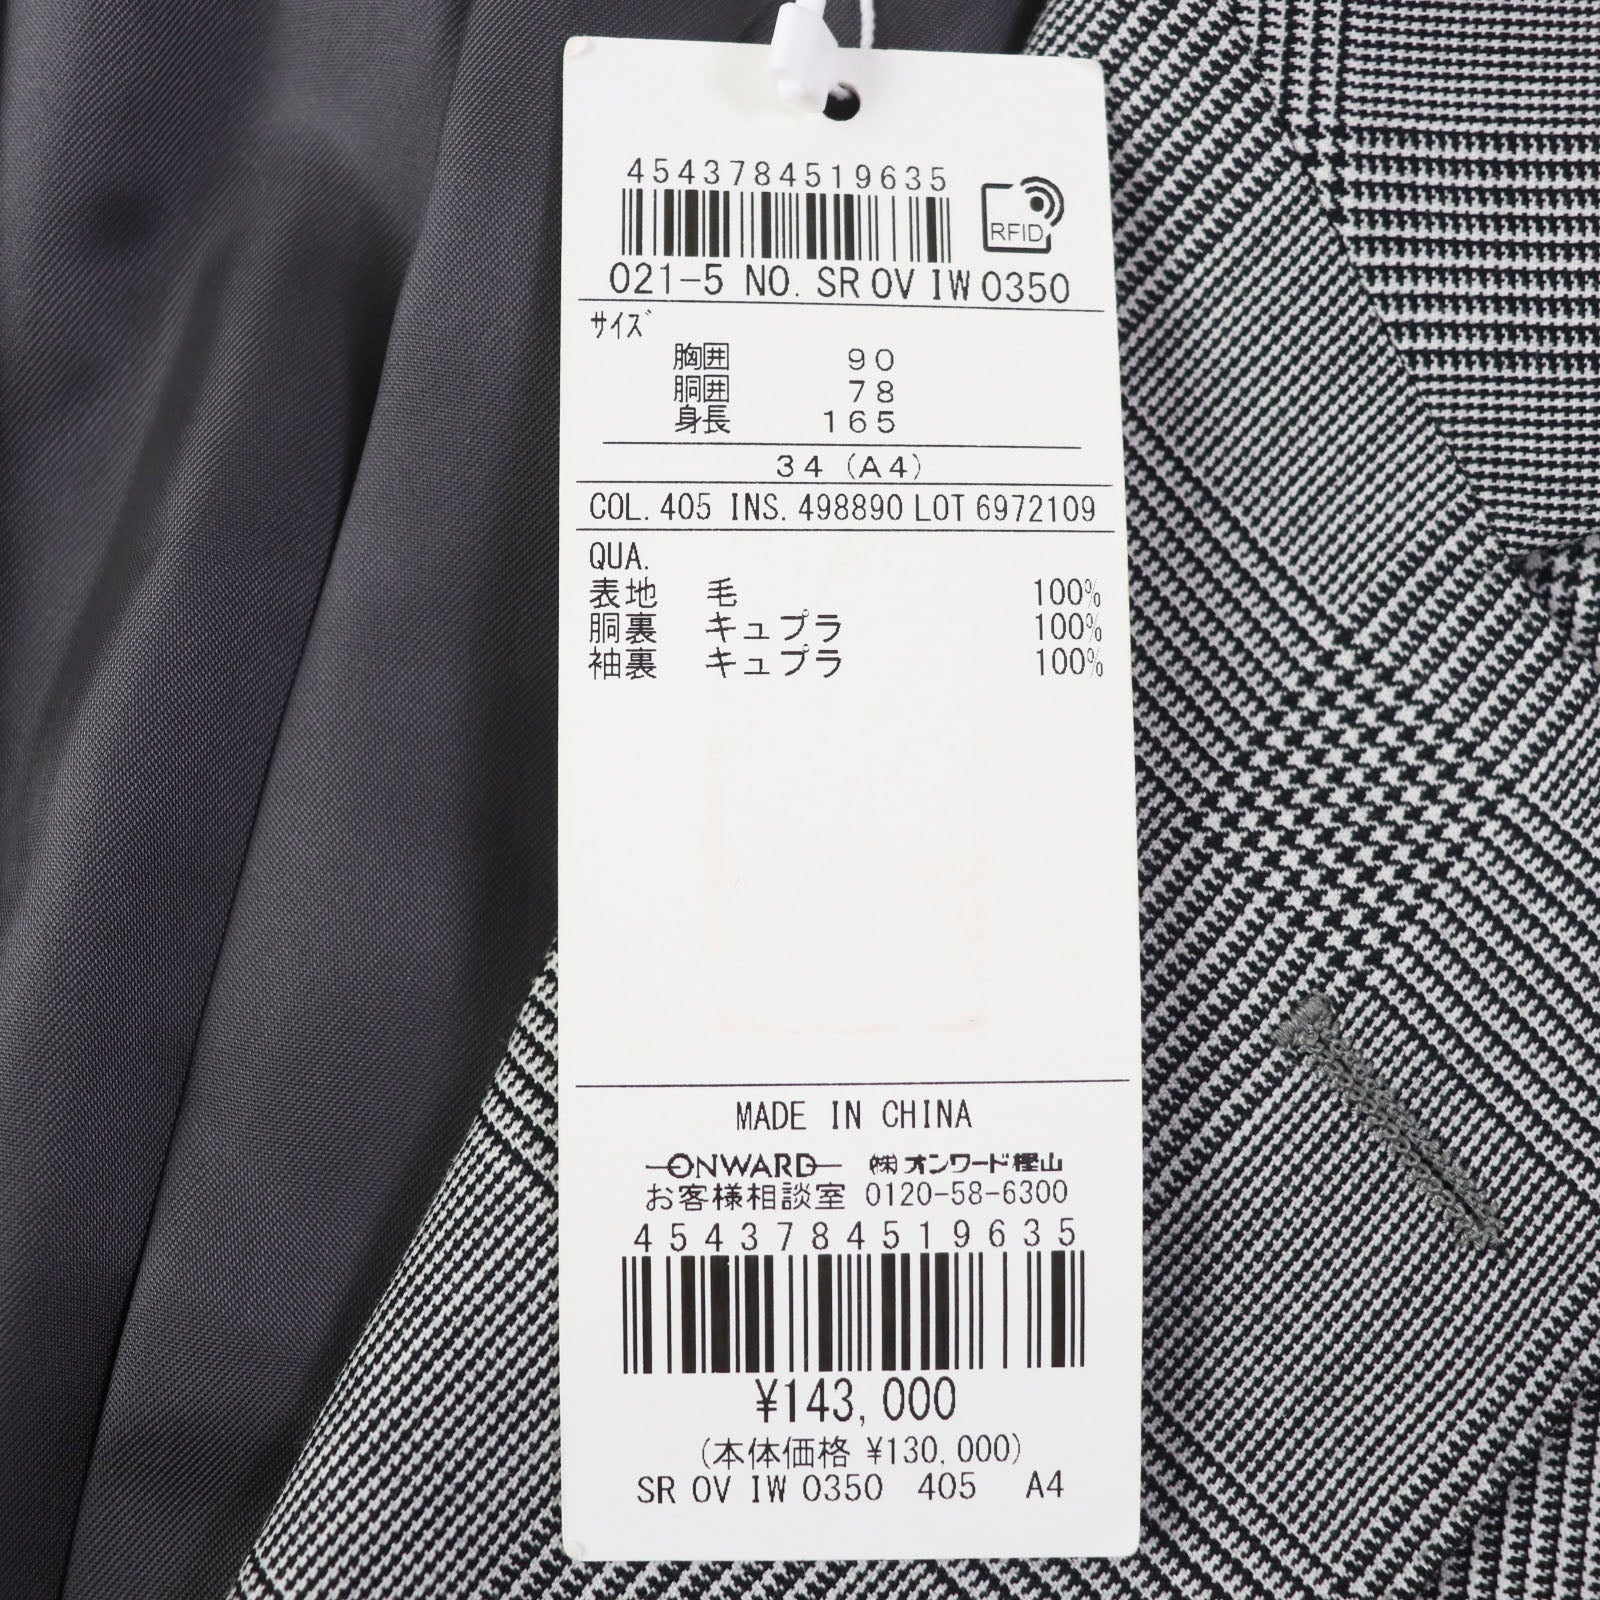 4543784519635
RFID
021-5 NO. SR OV IW 0350
サイズ
胸囲 90
胴囲 78
身長 165
34 (A4)
COL. 405 INS. 498890 LOT 6972109
QUA.
表地 毛 100%
胴裏 キュプラ 100%
袖裏 キュプラ 100%
MADE IN CHINA
ONWARD ㈱オンワード樫山
お客様相談室 0120-58-6300
4543784519635
¥143,000
(本体価格 ¥130,000)
SR OV IW 0350 405 A4